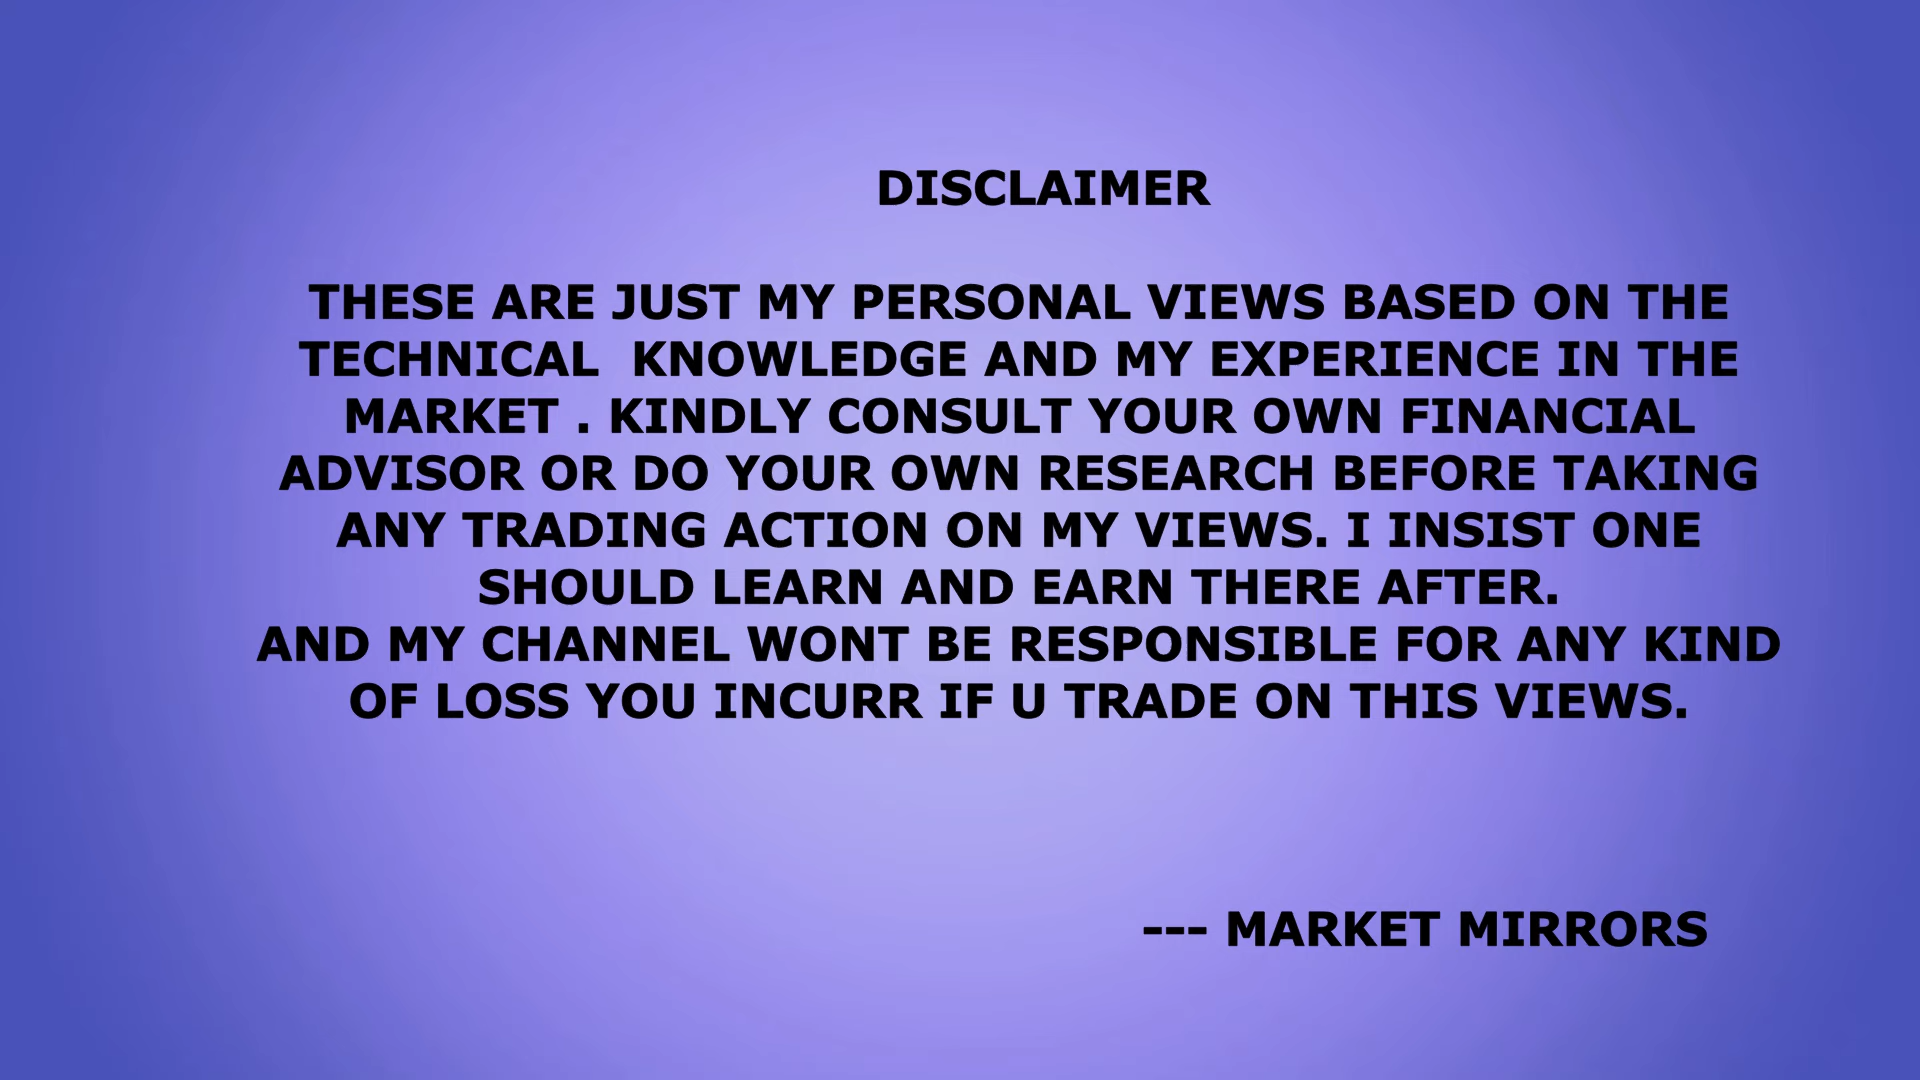 DISCLAIMER
THESE ARE JUST MY PERSONAL VIEWS BASED ON THE
TECHNICAL  KNOWLEDGE AND MY EXPERIENCE IN THE
MARKET . KINDLY CONSULT YOUR OWN FINANCIAL
ADVISOR OR DO YOUR OWN RESEARCH BEFORE TAKING
ANY TRADING ACTION ON MY VIEWS. I INSIST ONE
SHOULD LEARN AND EARN THERE AFTER.
AND MY CHANNEL WONT BE RESPONSIBLE FOR ANY KIND
OF LOSS YOU INCURR IF U TRADE ON THIS VIEWS.
--- MARKET MIRRORS